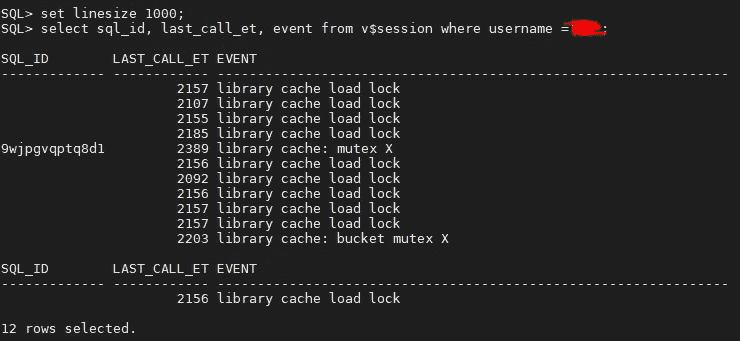 SQL> set linesize 1000;
SQL> select sql_id, last_call_et, event from v$session where username = ;
SQL_ID LAST_CALL_ET EVENT
------------- ------------ ----------------------------------------------------------------
2157 library cache load lock
2107 library cache load lock
2155 library cache load lock
2185 library cache load lock
9wjpgvqptq8d1 2389 library cache: mutex X
2156 library cache load lock
2092 library cache load lock
2156 library cache load lock
2157 library cache load lock
2157 library cache load lock
2203 library cache: bucket mutex X
SQL_ID LAST_CALL_ET EVENT
------------- ------------ ----------------------------------------------------------------
2156 library cache load lock
12 rows selected.